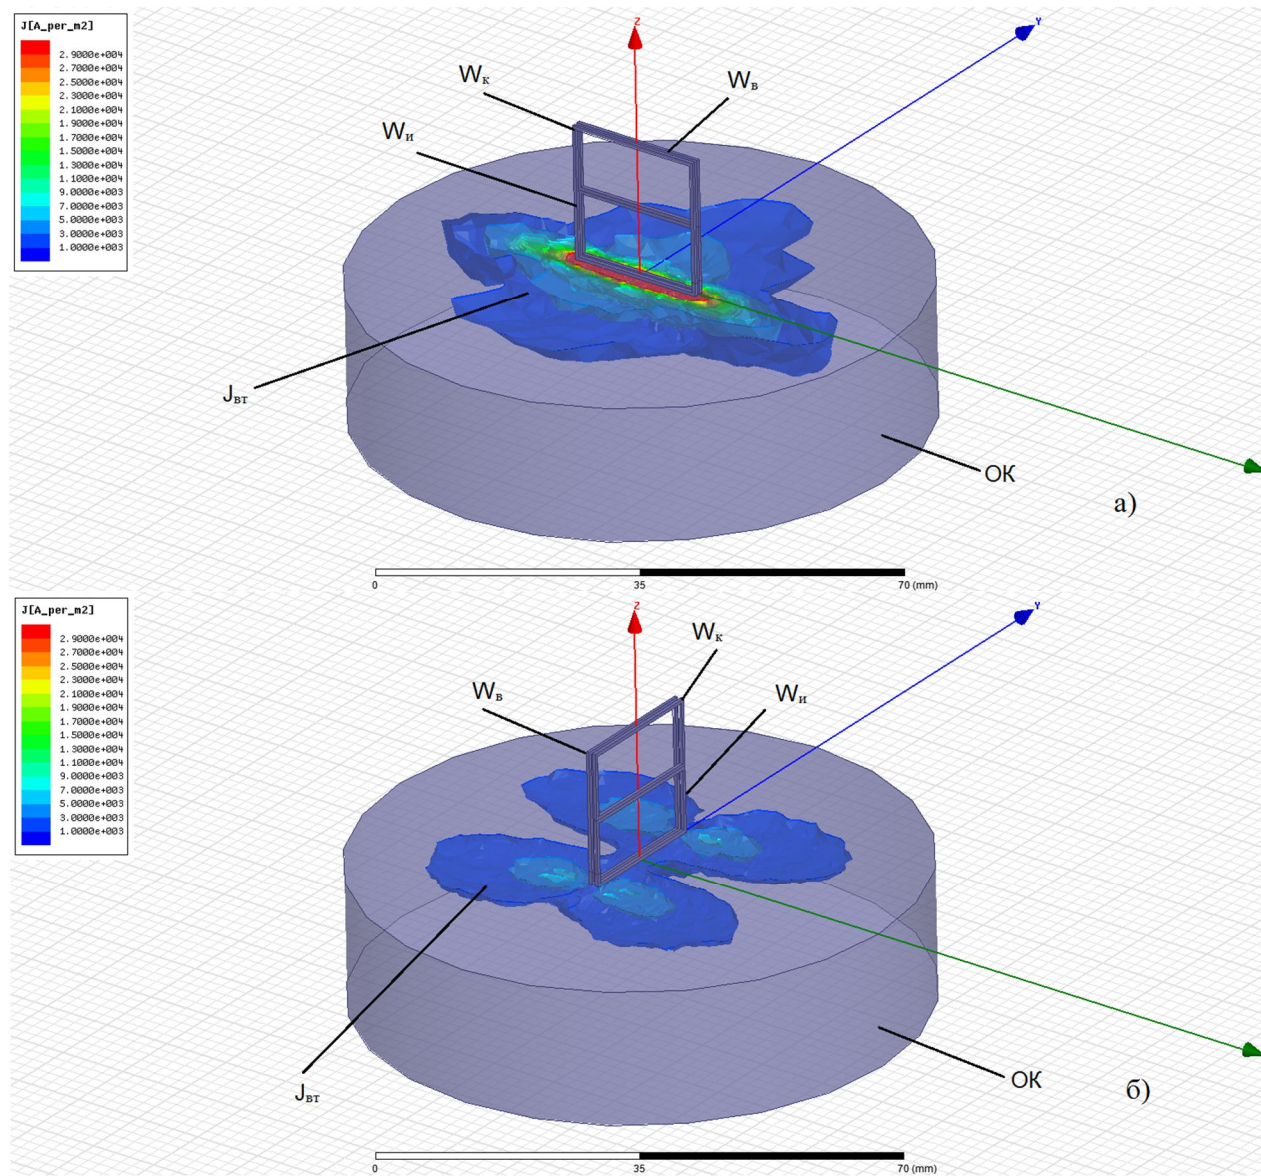 J[A_per_m2]
2.9000e+004
2.7000e+004
2.5000e+004
2.3000e+004
2.1000e+004
1.9000e+004
1.7000e+004
1.5000e+004
1.3000e+004
1.1000e+004
9.0000e+003
7.0000e+003
5.0000e+003
3.0000e+003
1.0000e+003
Z
Y
Wк
Wв
Wи
Jвт
ОК
а)
0 35 70 (mm)
J[A_per_m2]
2.9000e+004
2.7000e+004
2.5000e+004
2.3000e+004
2.1000e+004
1.9000e+004
1.7000e+004
1.5000e+004
1.3000e+004
1.1000e+004
9.0000e+003
7.0000e+003
5.0000e+003
3.0000e+003
1.0000e+003
Z
Y
Wк
Wв
Wи
Jвт
ОК
б)
0 35 70 (mm)